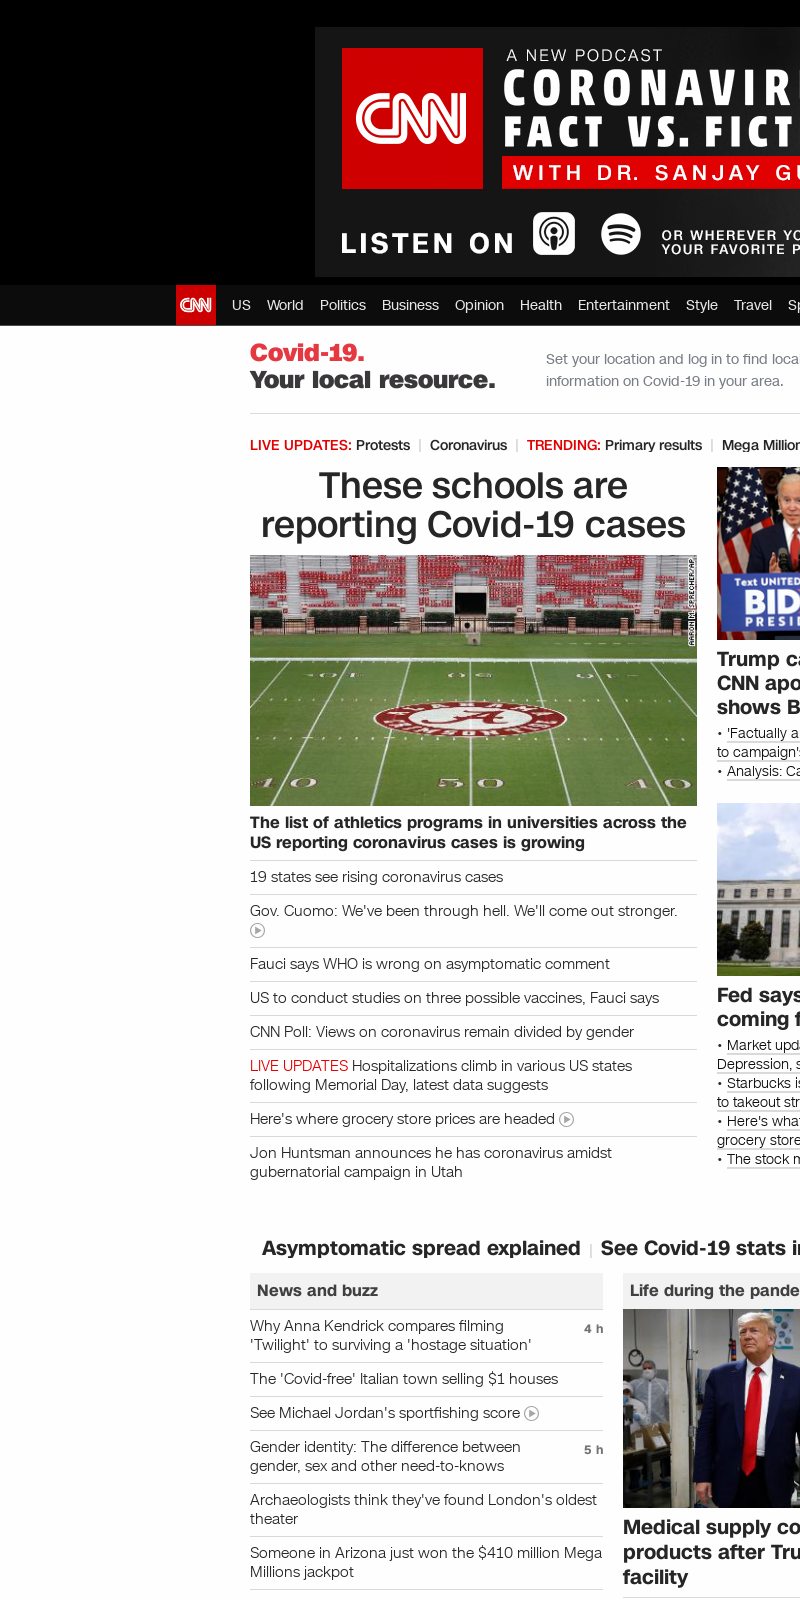 A NEW PODCAST
CORONAVIR
FACT VS. FICT
CNN
WITH DR. SANJAY GU
LISTEN ON
OR WHEREVER YO
YOUR FAVORITE P
CNN
US World Politics Business Opinion Health Entertainment Style Travel Sp
Covid-19.
Your local resource.
Set your location and log in to find loca
information on Covid-19 in your area.
LIVE UPDATES: Protests | Coronavirus | TRENDING: Primary results | Mega Million
These schools are
reporting Covid-19 cases
AARON M. SPRECHER/AP
ALABAMA
CRIMSON TIDE
40 50 40
The list of athletics programs in universities across the
US reporting coronavirus cases is growing
19 states see rising coronavirus cases
Gov. Cuomo: We've been through hell. We'll come out stronger.
Fauci says WHO is wrong on asymptomatic comment
US to conduct studies on three possible vaccines, Fauci says
CNN Poll: Views on coronavirus remain divided by gender
LIVE UPDATES Hospitalizations climb in various US states
following Memorial Day, latest data suggests
Here's where grocery store prices are headed
Jon Huntsman announces he has coronavirus amidst
gubernatorial campaign in Utah
Text UNITED
BID
PRESID
Trump ca
CNN apo
shows B
• 'Factually a
to campaign's
• Analysis: Ca
Fed says
coming f
• Market upda
Depression, s
• Starbucks is
to takeout str
• Here's what
grocery store
• The stock m
Asymptomatic spread explained | See Covid-19 stats in
News and buzz
Why Anna Kendrick compares filming
'Twilight' to surviving a 'hostage situation'
4 h
The 'Covid-free' Italian town selling $1 houses
See Michael Jordan's sportfishing score
Gender identity: The difference between
gender, sex and other need-to-knows
5 h
Archaeologists think they've found London's oldest
theater
Someone in Arizona just won the $410 million Mega
Millions jackpot
Life during the pande
Medical supply co
products after Tru
facility